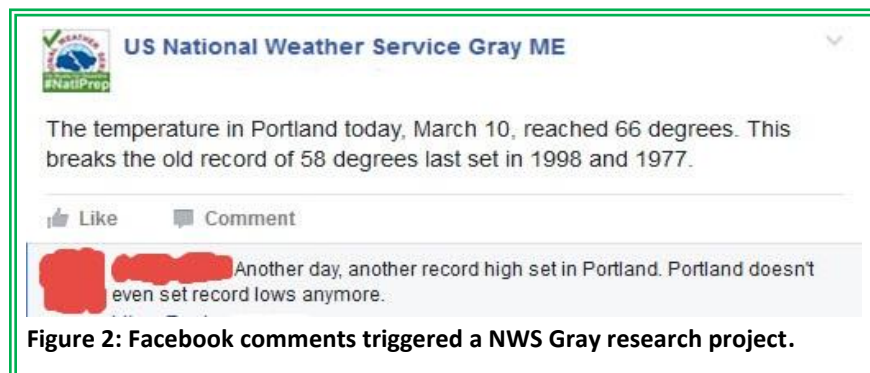 US National Weather Service Gray ME
#NatlPrep
The temperature in Portland today, March 10, reached 66 degrees. This
breaks the old record of 58 degrees last set in 1998 and 1977.
Like Comment
Another day, another record high set in Portland. Portland doesn't
even set record lows anymore.
Figure 2: Facebook comments triggered a NWS Gray research project.